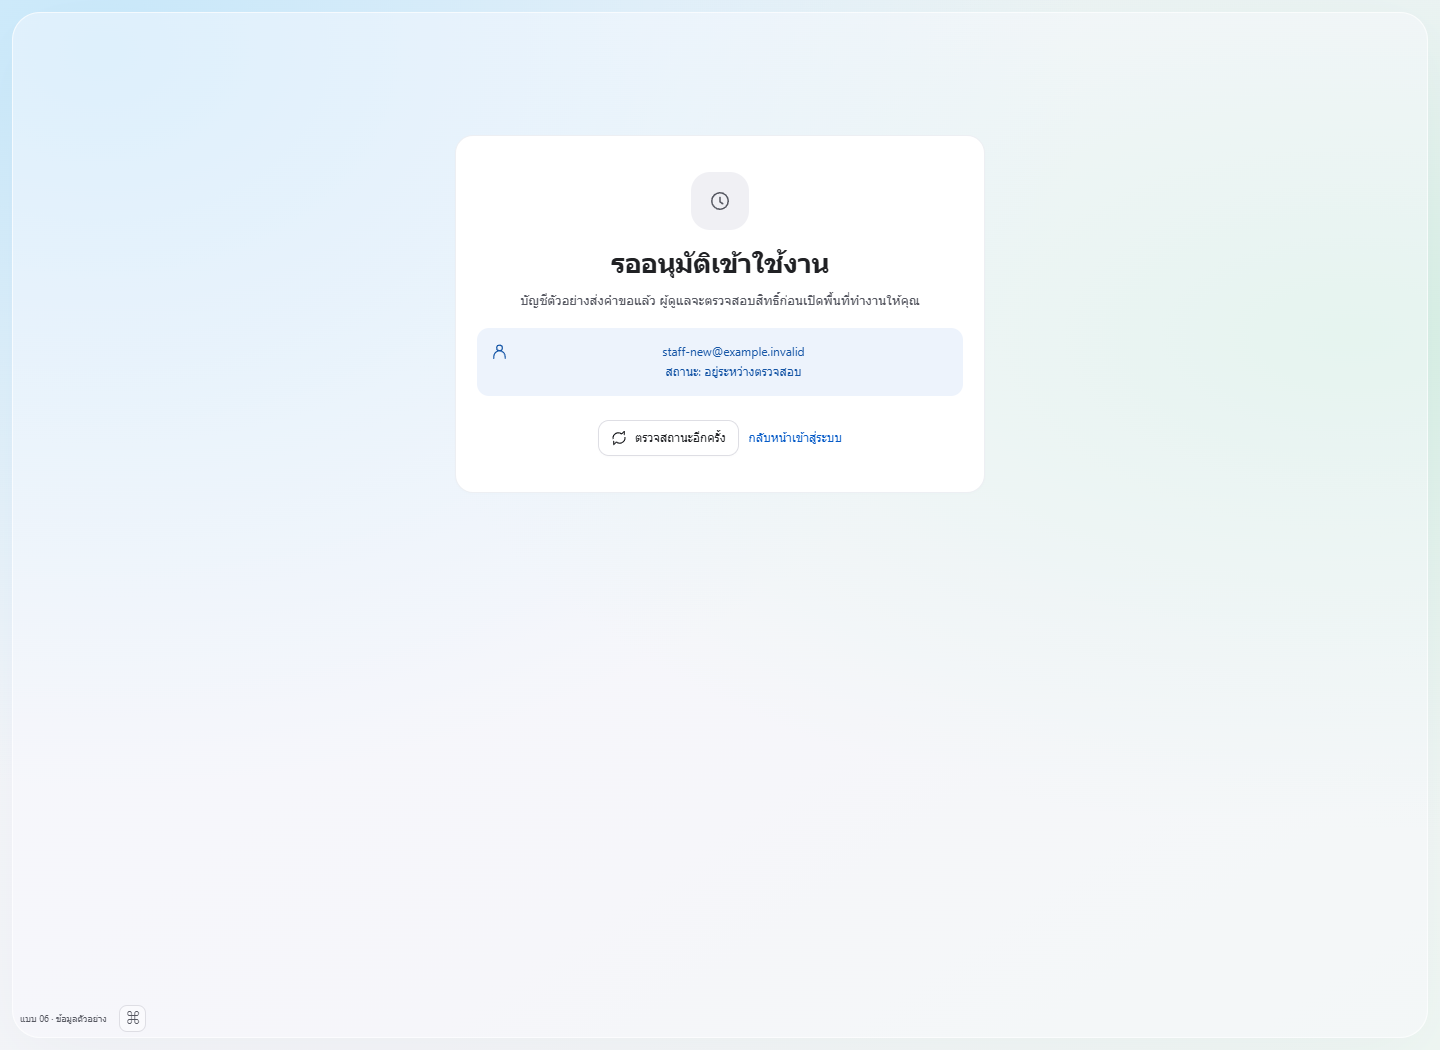 รออนุมัติเข้าใช้งาน
บัญชีตัวอย่างส่งคำขอแล้ว ผู้ดูแลจะตรวจสอบสิทธิ์ก่อนเปิดพื้นที่ทำงานให้คุณ
staff-new@example.invalid
สถานะ: อยู่ระหว่างตรวจสอบ
ตรวจสถานะอีกครั้ง
กลับหน้าเข้าสู่ระบบ
แบบ 06 · ข้อมูลตัวอย่าง